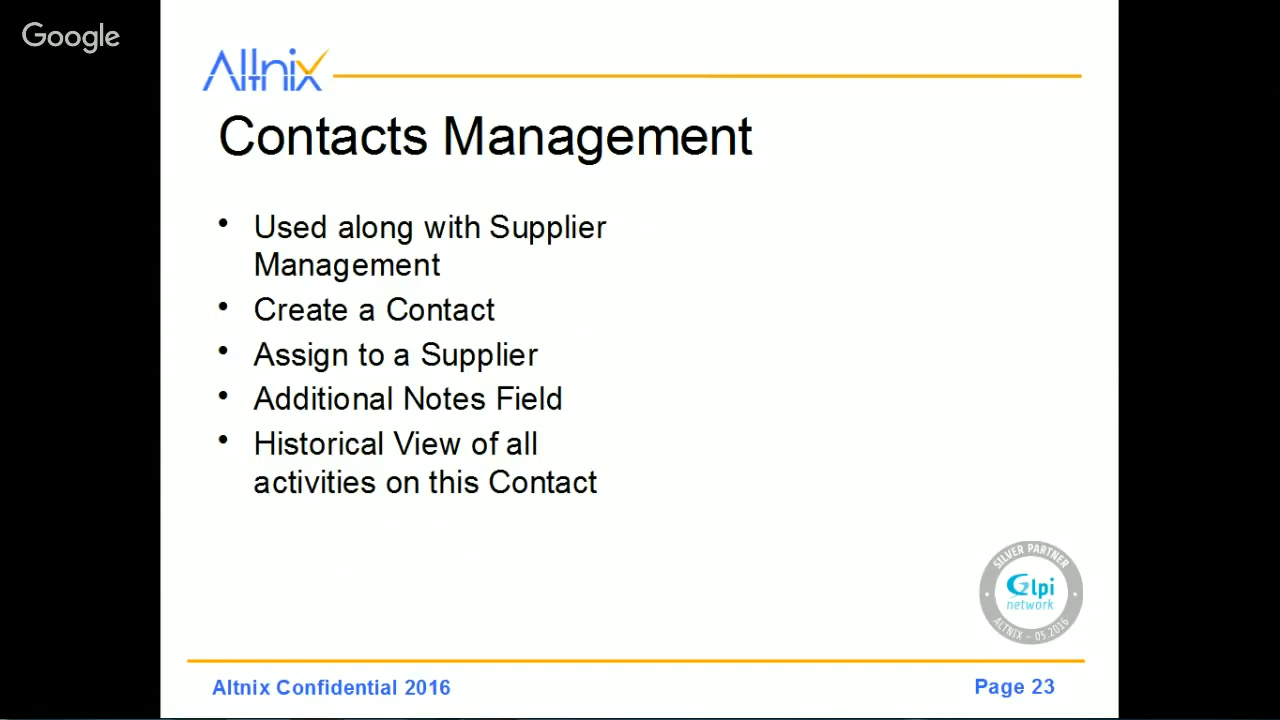 Google
Altnix
Contacts Management
• Used along with Supplier
Management
• Create a Contact
• Assign to a Supplier
• Additional Notes Field
• Historical View of all
activities on this Contact
SILVER PARTNER
Glpi
network
ALTNIX - 05.2016
Altnix Confidential 2016
Page 23